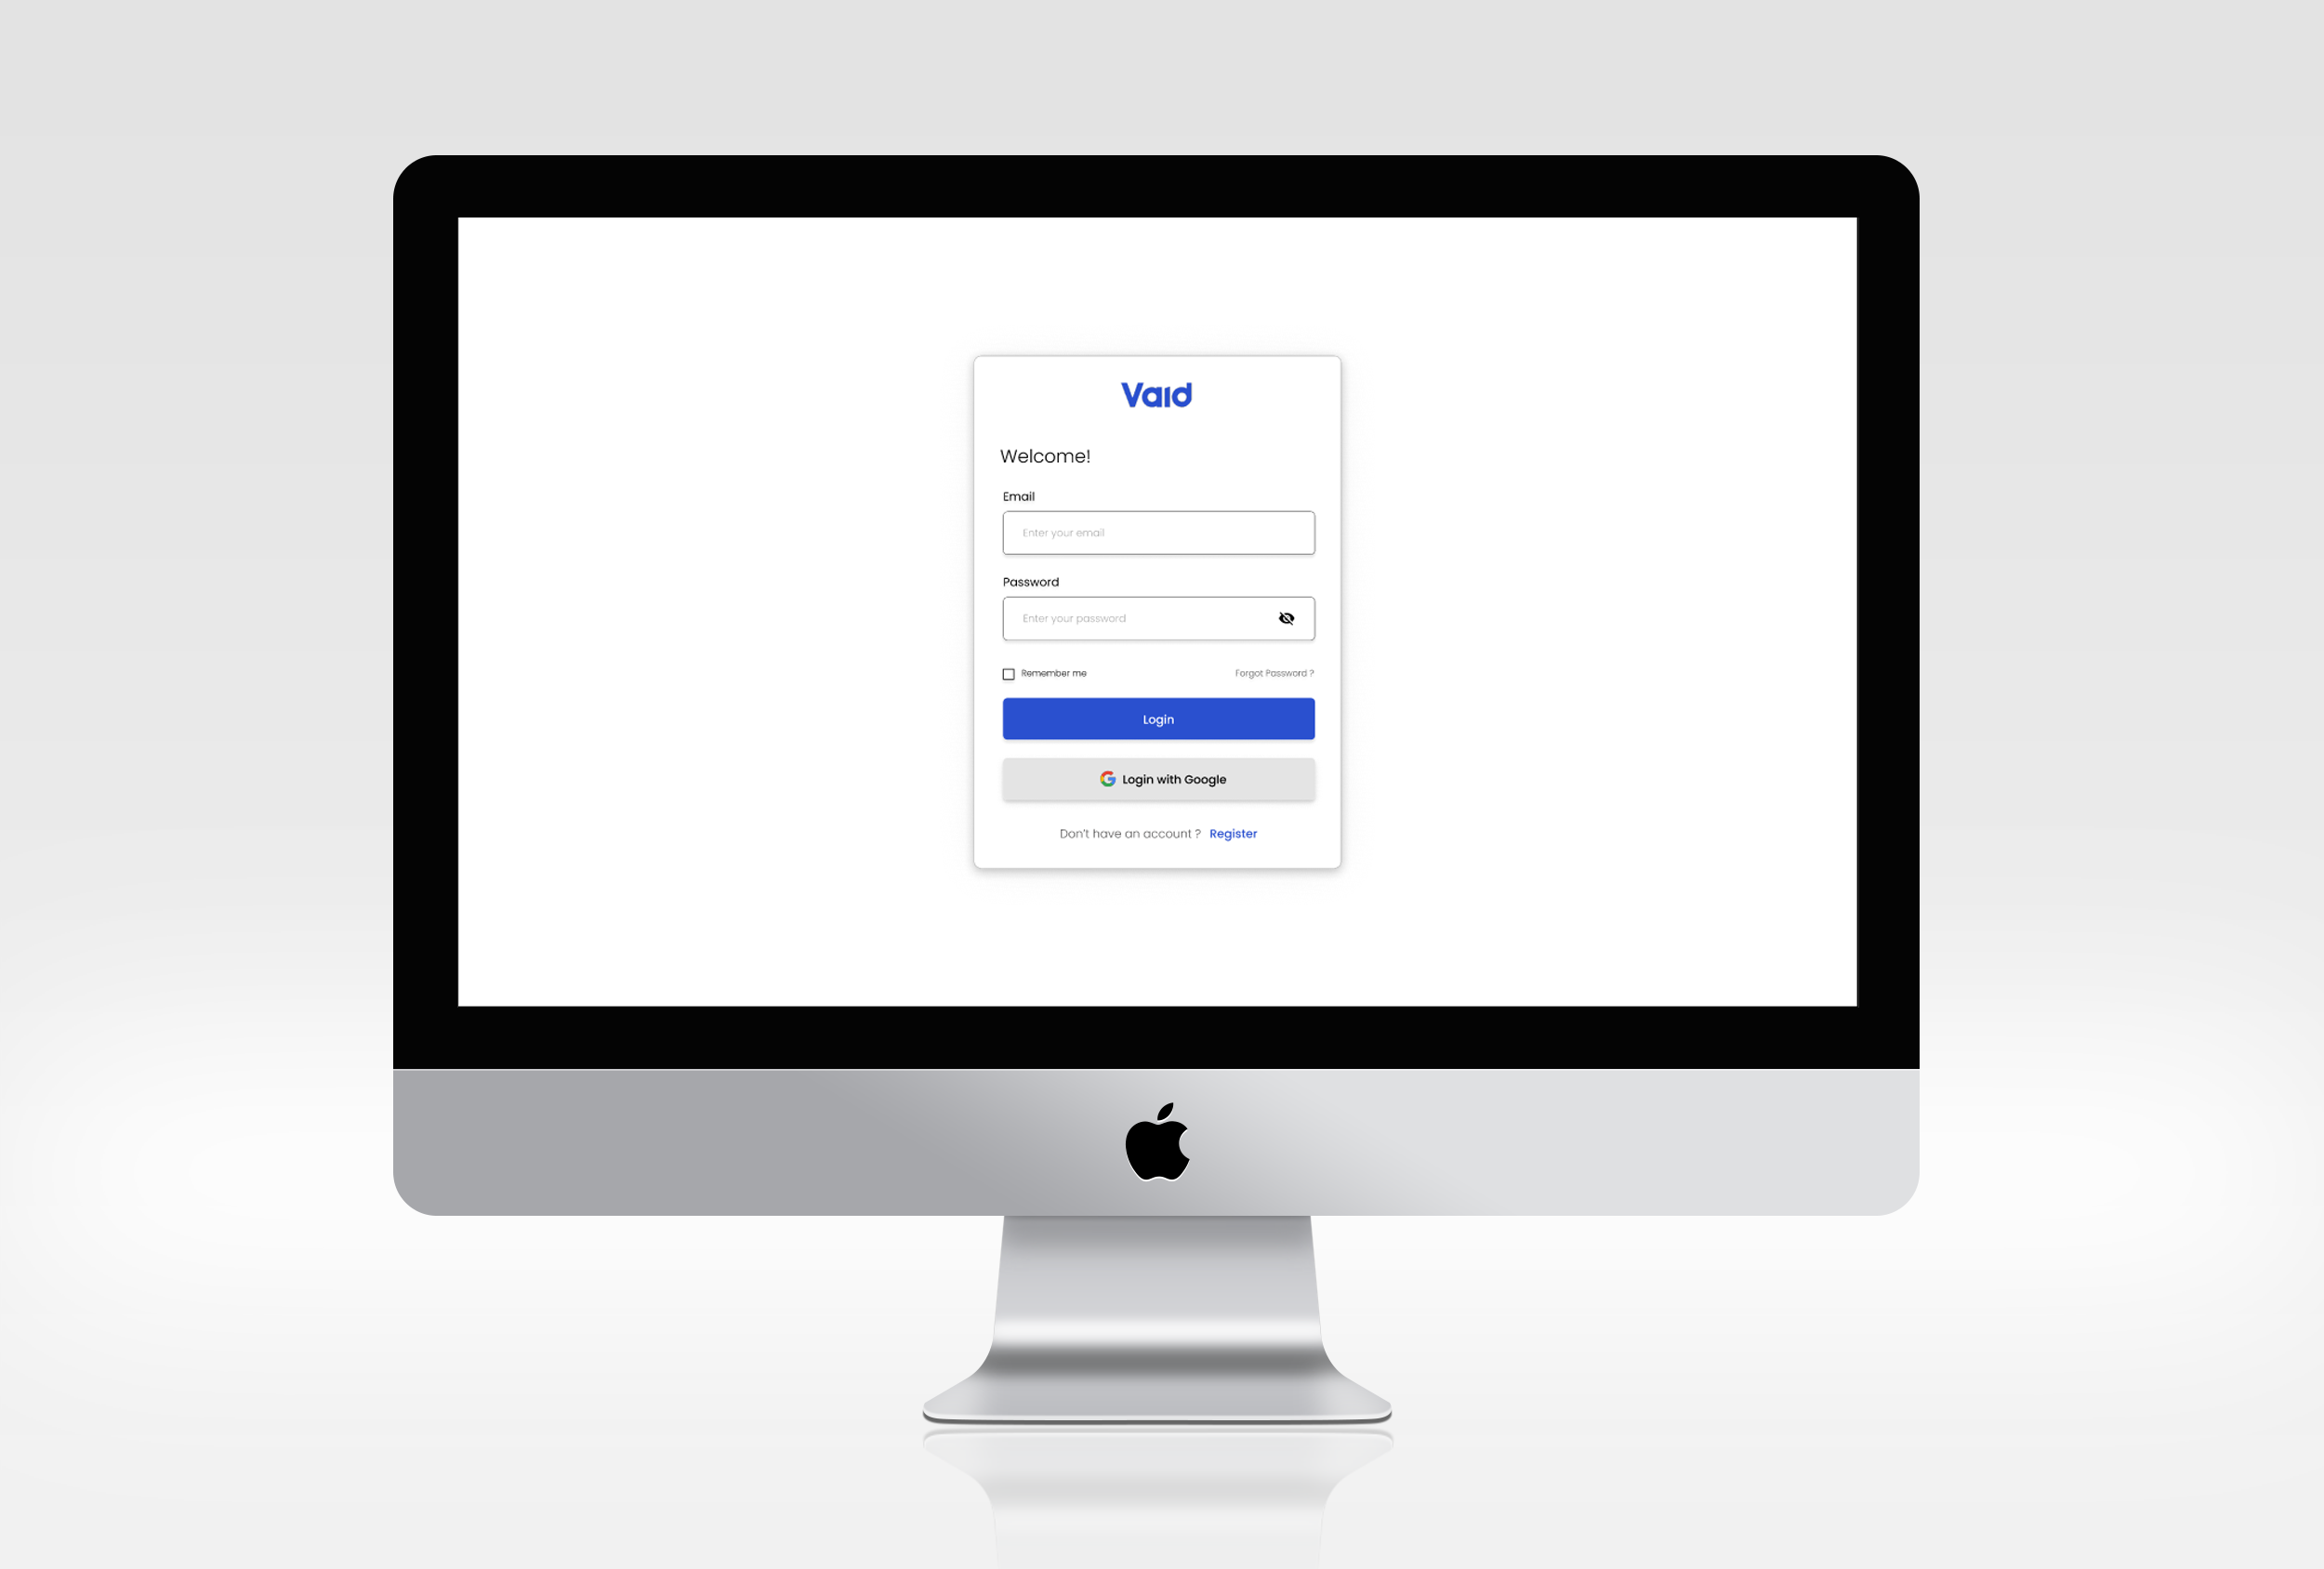 Vaid
Welcome!
Email
Enter your email
Password
Enter your password
Remember me
Forgot Password ?
Login
Login with Google
Don't have an account ? Register